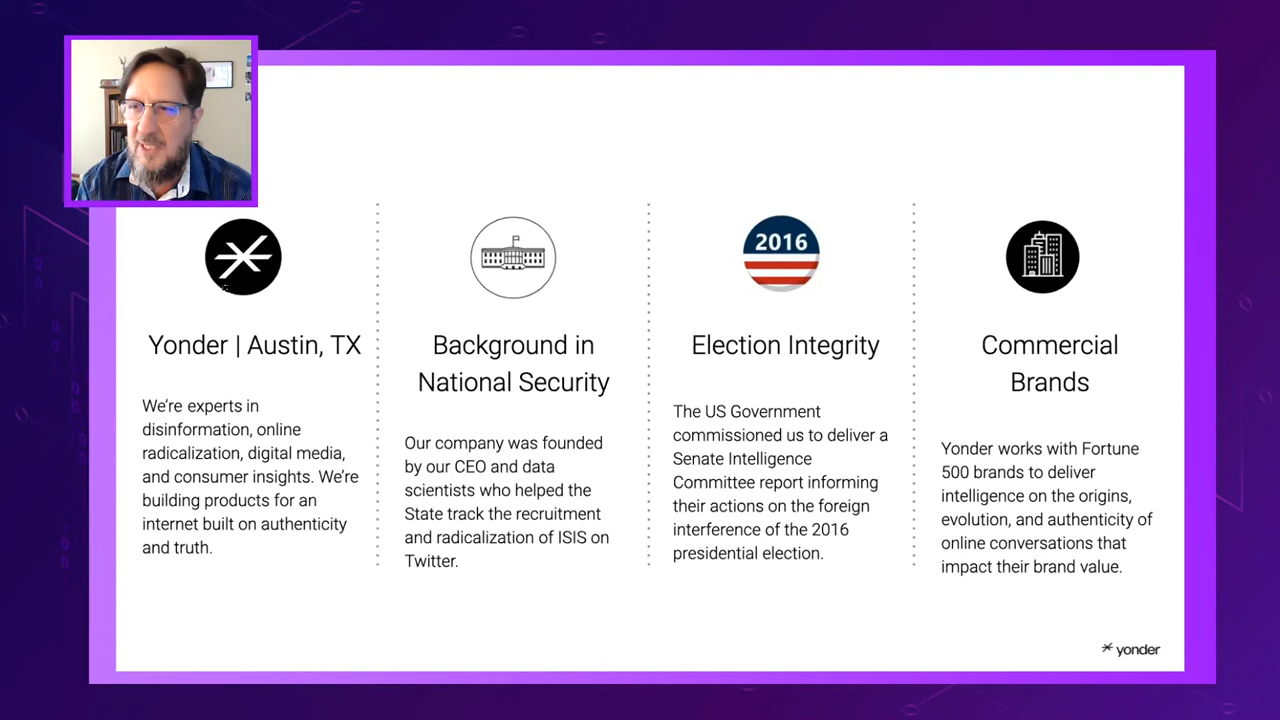 2016
Yonder | Austin, TX
We're experts in
disinformation, online
radicalization, digital media,
and consumer insights. We're
building products for an
internet built on authenticity
and truth.
Background in
National Security
Our company was founded
by our CEO and data
scientists who helped the
State track the recruitment
and radicalization of ISIS on
Twitter.
Election Integrity
The US Government
commissioned us to deliver a
Senate Intelligence
Committee report informing
their actions on the foreign
interference of the 2016
presidential election.
Commercial
Brands
Yonder works with Fortune
500 brands to deliver
intelligence on the origins,
evolution, and authenticity of
online conversations that
impact their brand value.
yonder